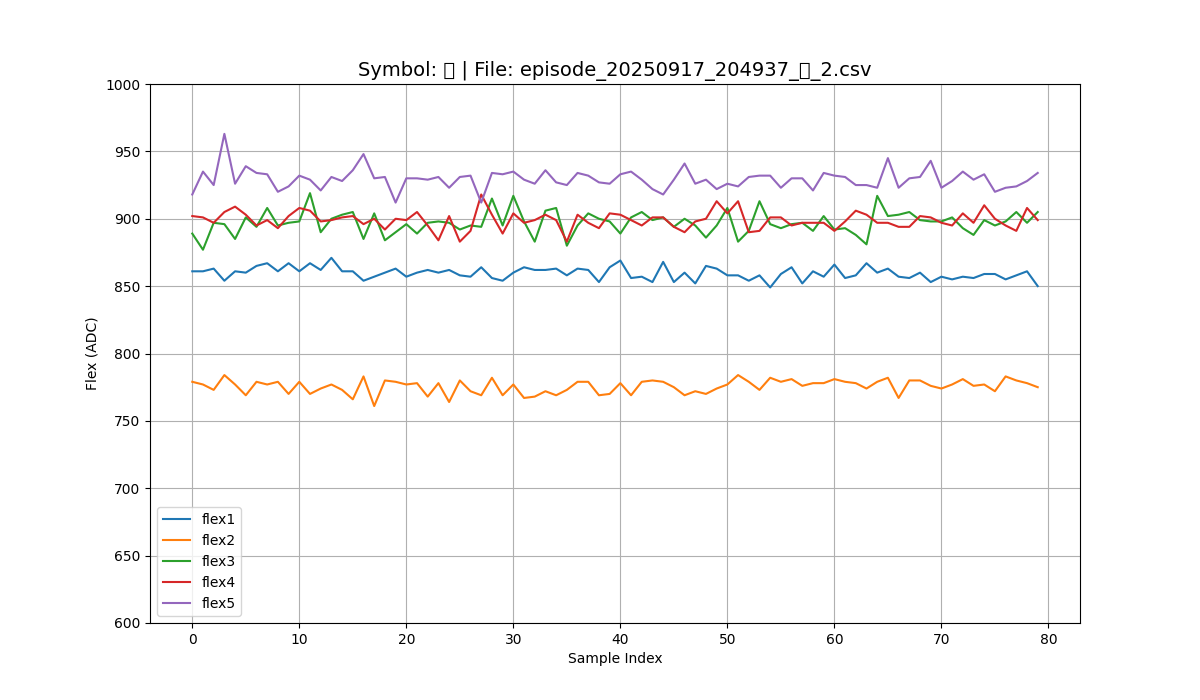 Symbol: ▯ | File: episode_20250917_204937_▯_2.csv
1000
950
900
850
800
750
700
650
600
Flex (ADC)
flex1
flex2
flex3
flex4
flex5
0 10 20 30 40 50 60 70 80
Sample Index